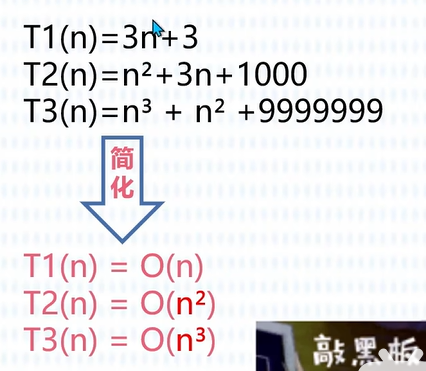 T1(n)=3n+3
T2(n)=n²+3n+1000
T3(n)=n³ + n² +9999999
简
化
T1(n) = O(n)
T2(n) = O(n²)
T3(n) = O(n³)
敲黑板